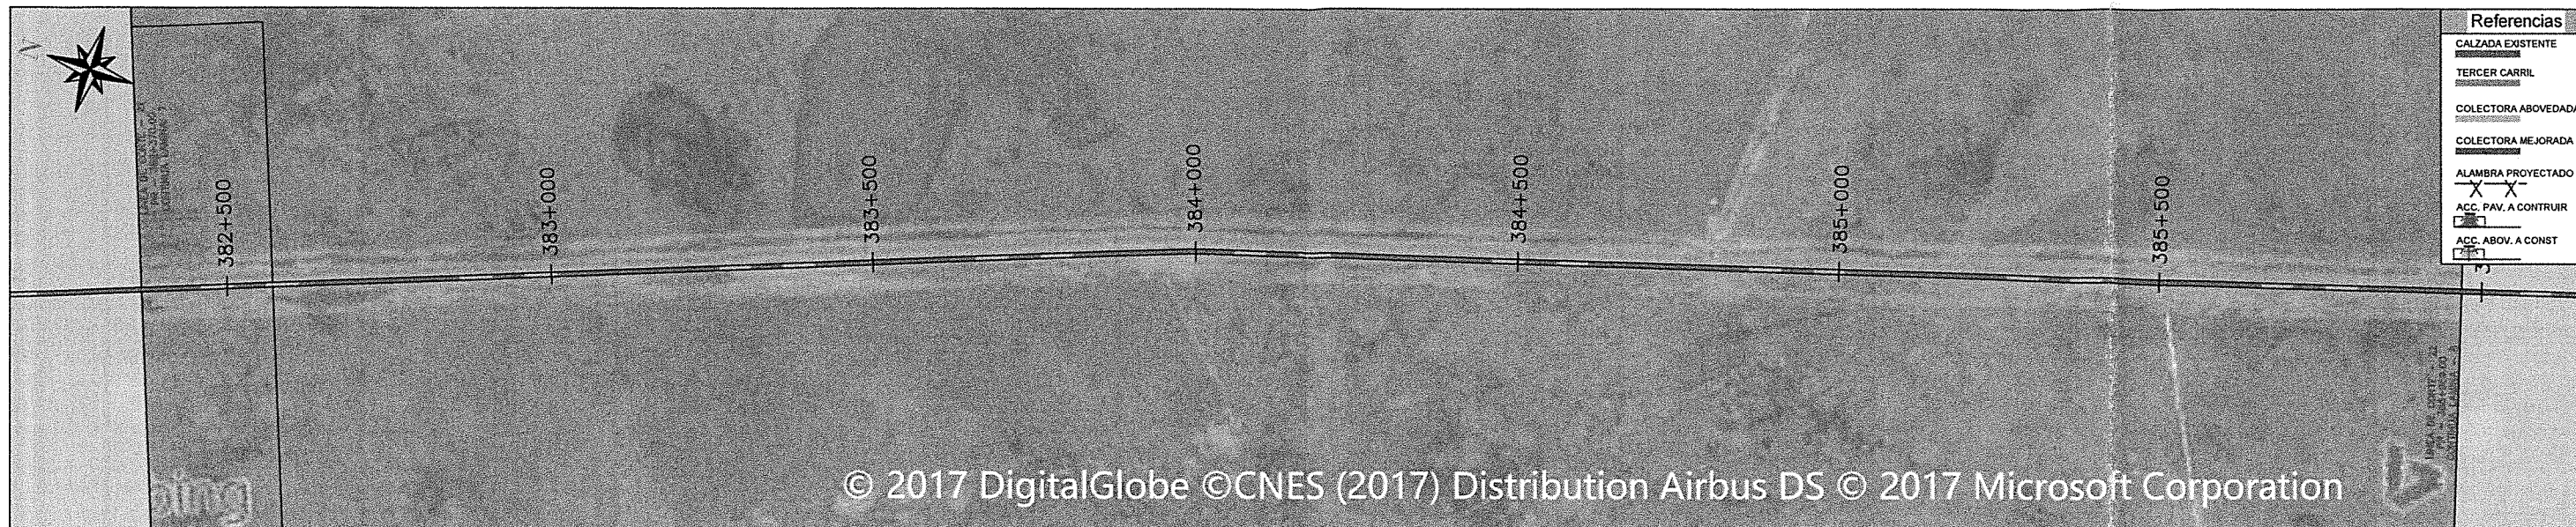 N
Referencias
CALZADA EXISTENTE
TERCER CARRIL
COLECTORA ABOVEDADA
COLECTORA MEJORADA
ALAMBRA PROYECTADO
ACC. PAV. A CONTRUIR
ACC. ABOV. A CONST
382+500
383+000
383+500
384+000
384+500
385+000
385+500
3
bing
© 2017 DigitalGlobe ©CNES (2017) Distribution Airbus DS © 2017 Microsoft Corporation